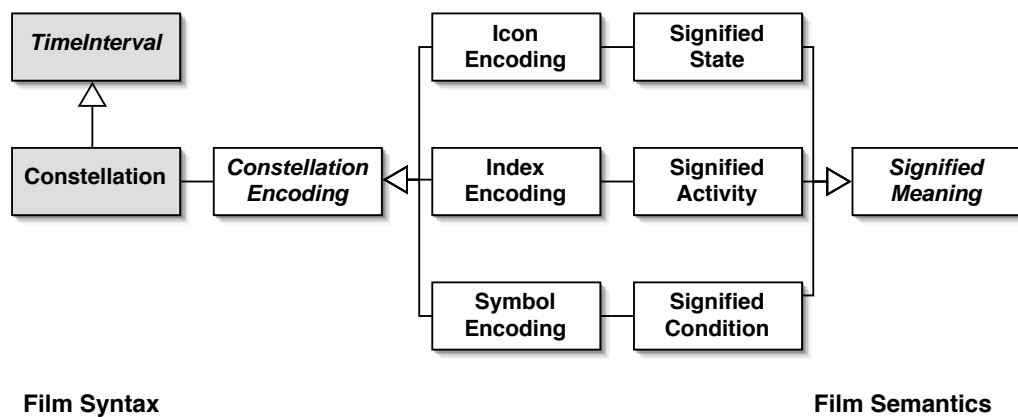 TimeInterval
Icon
Encoding
Signified
State
Constellation
Constellation
Encoding
Index
Encoding
Signified
Activity
Signified
Meaning
Symbol
Encoding
Signified
Condition
Film Syntax
Film Semantics